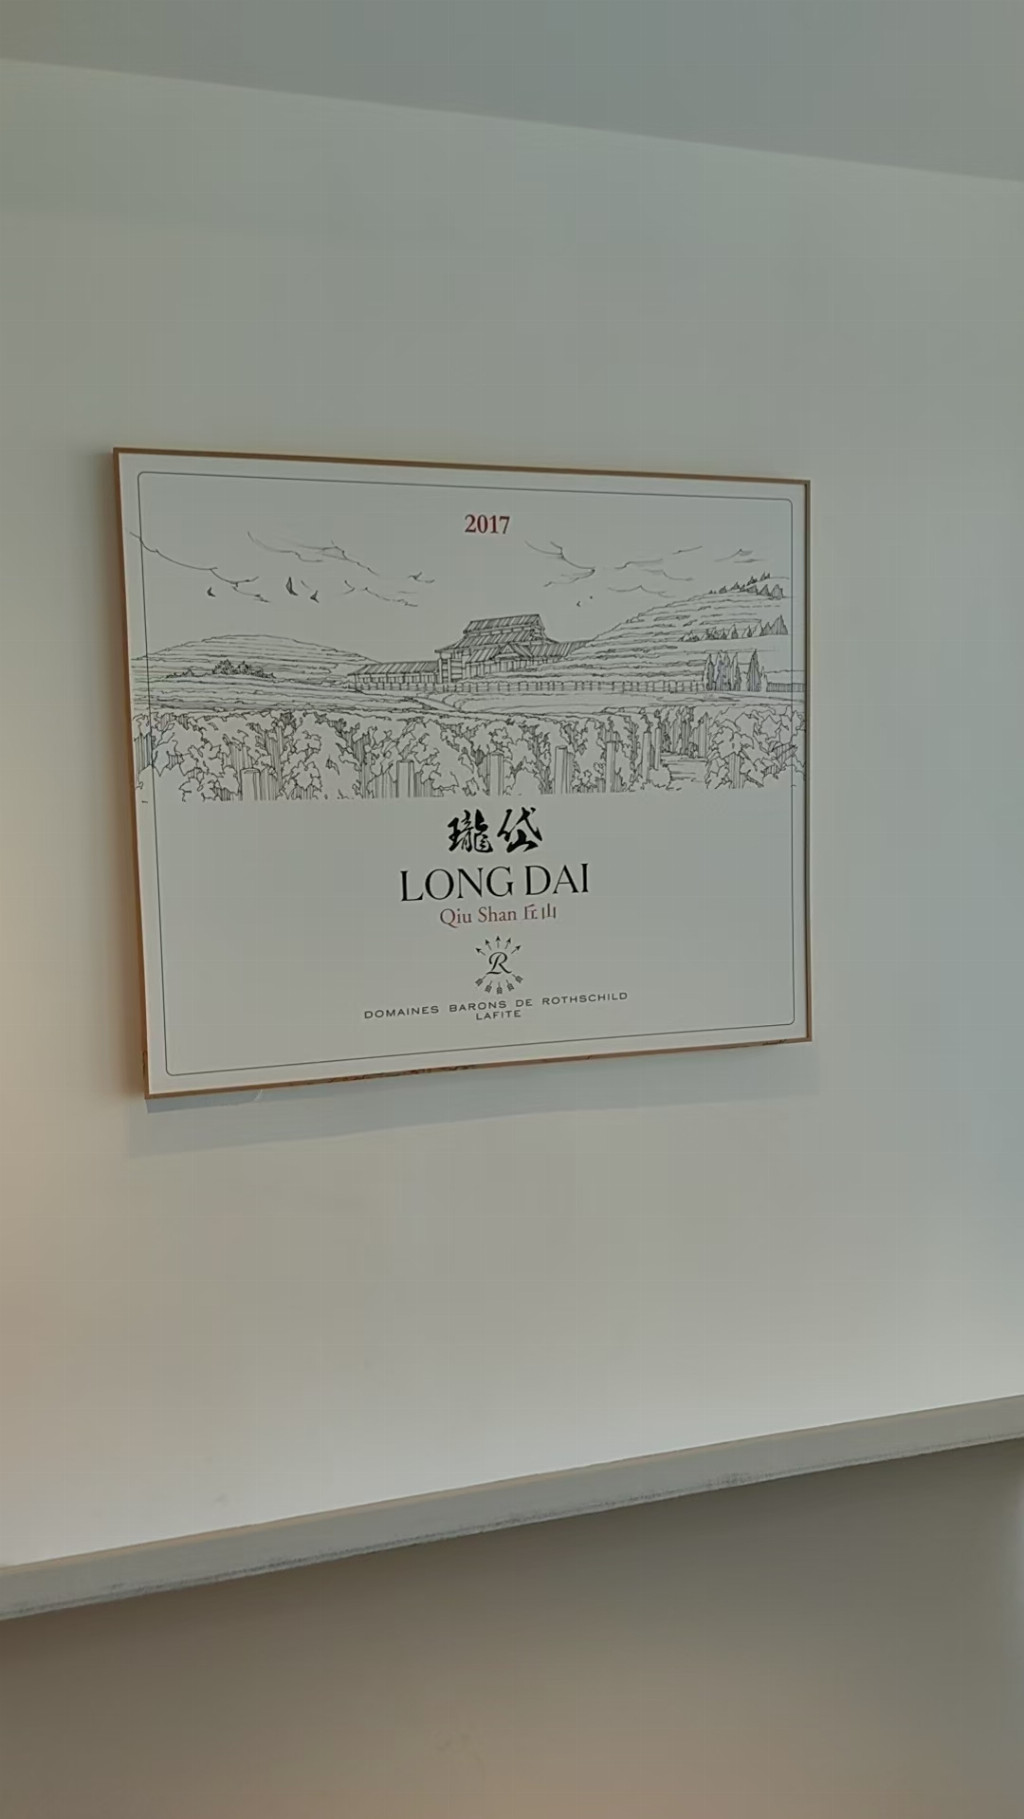 2017
瓏岱
LONG DAI
Qiu Shan 丘山
R
DOMAINES BARONS DE ROTHSCHILD
LAFITE